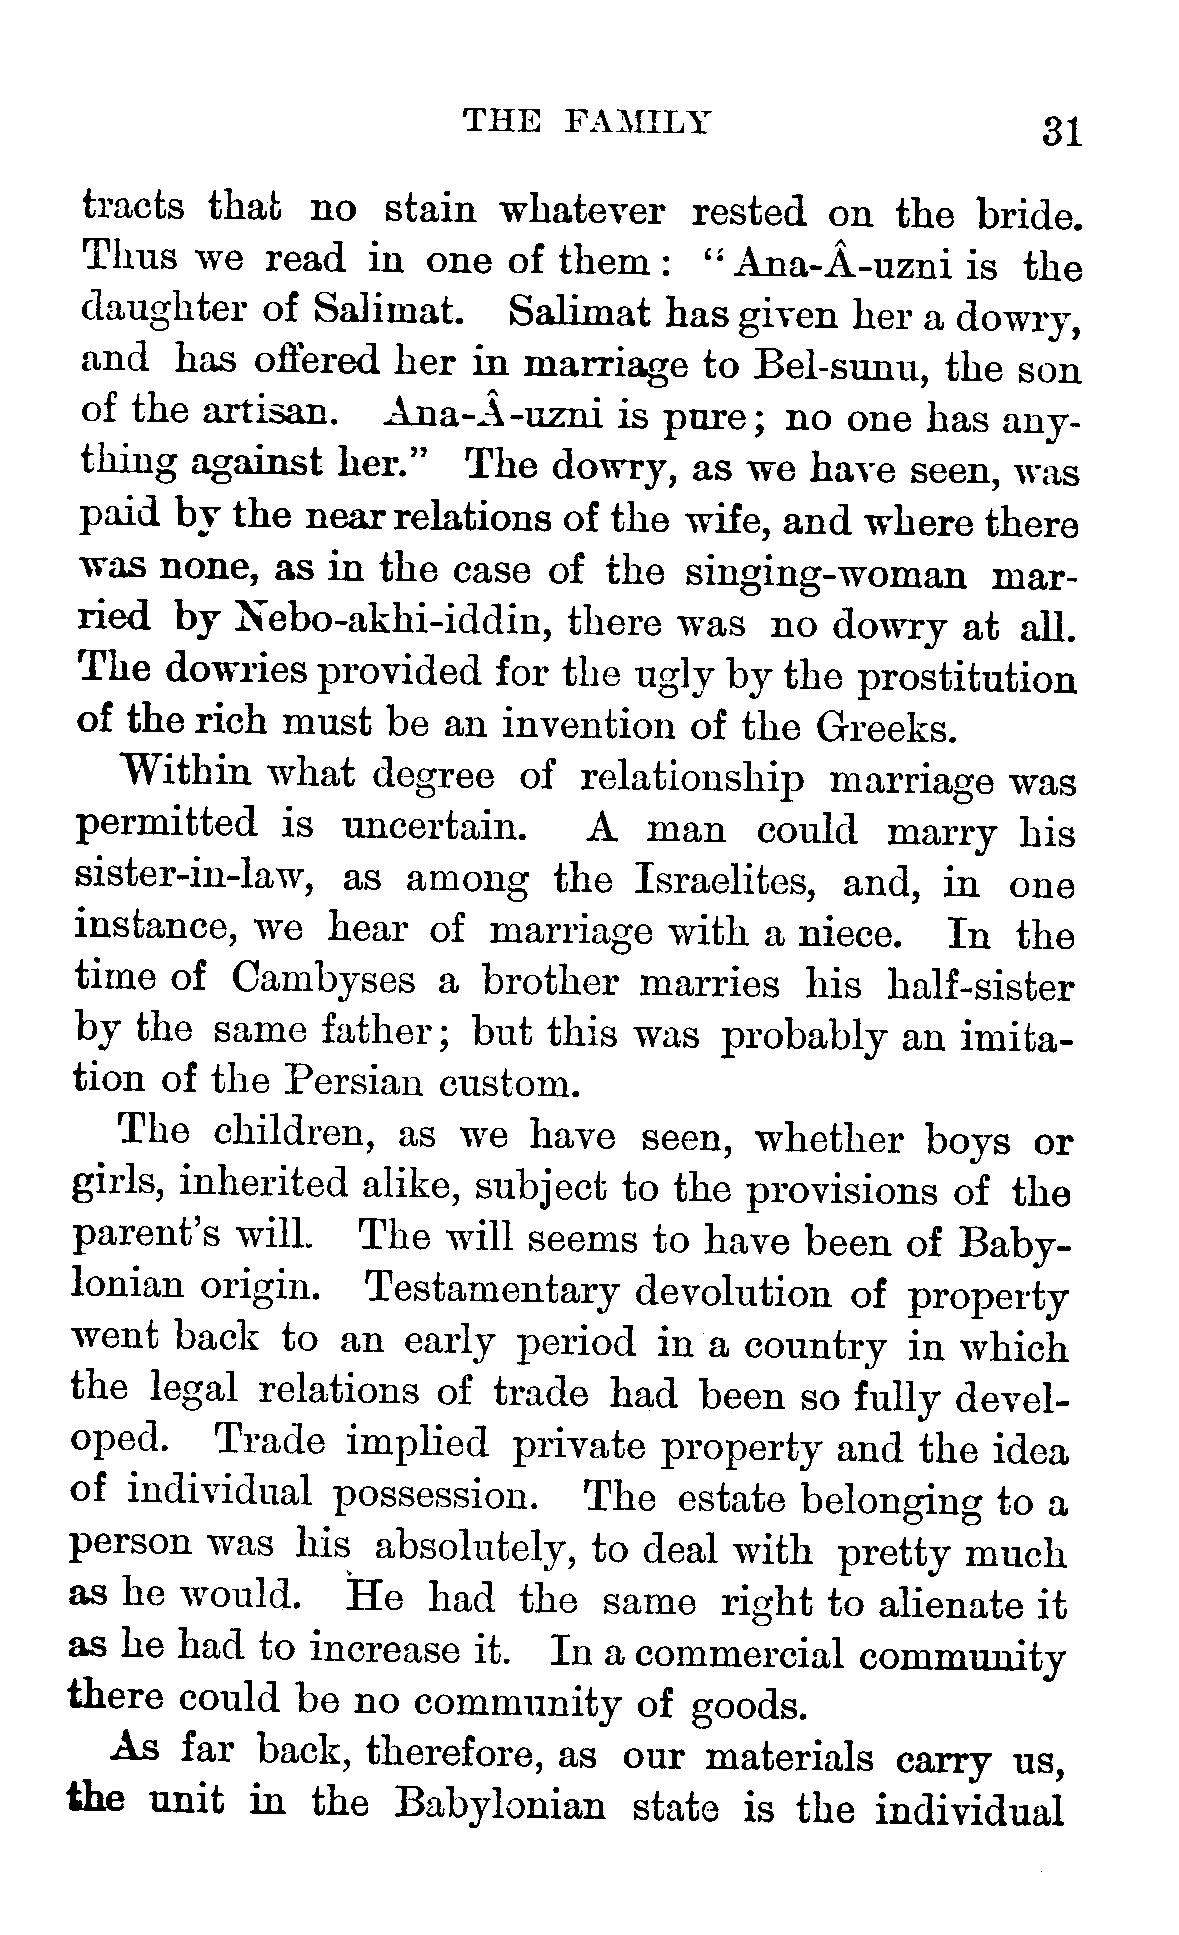 THE FAMILY 31
tracts that no stain whatever rested on the bride.
Thus we read in one of them : “ Ana-Â-uzni is the
daughter of Salimat. Salimat has given her a dowry,
and has offered her in marriage to Bel-sunu, the son
of the artisan. Ana-Â-uzni is pure ; no one has any-
thing against her.” The dowry, as we have seen, was
paid by the near relations of the wife, and where there
was none, as in the case of the singing-woman mar-
ried by Nebo-akhi-iddin, there was no dowry at all.
The dowries provided for the ugly by the prostitution
of the rich must be an invention of the Greeks.
Within what degree of relationship marriage was
permitted is uncertain. A man could marry his
sister-in-law, as among the Israelites, and, in one
instance, we hear of marriage with a niece. In the
time of Cambyses a brother marries his half-sister
by the same father ; but this was probably an imita-
tion of the Persian custom.
The children, as we have seen, whether boys or
girls, inherited alike, subject to the provisions of the
parent’s will. The will seems to have been of Baby-
lonian origin. Testamentary devolution of property
went back to an early period in a country in which
the legal relations of trade had been so fully devel-
oped. Trade implied private property and the idea
of individual possession. The estate belonging to a
person was his absolutely, to deal with pretty much
as he would. He had the same right to alienate it
as he had to increase it. In a commercial community
there could be no community of goods.
As far back, therefore, as our materials carry us,
the unit in the Babylonian state is the individual